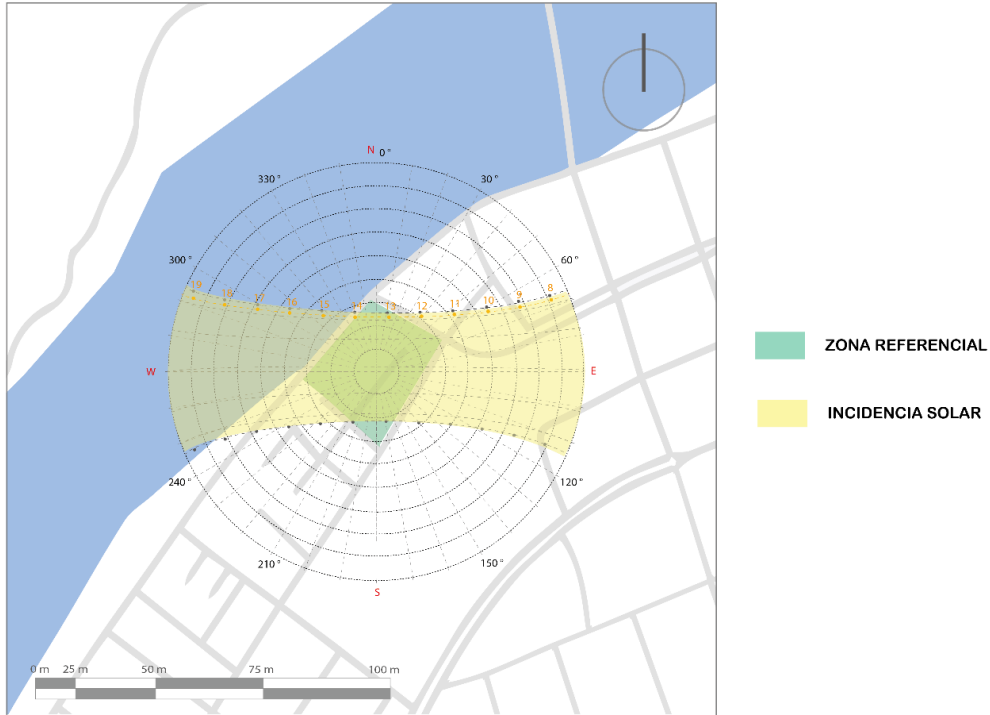 N 0°
330°
30°
300°
60°
19
18
17
16
15
14
13
12
11
10
9
8
W
E
240°
120°
210°
150°
S
0 m 25 m 50 m 75 m 100 m
ZONA REFERENCIAL
INCIDENCIA SOLAR